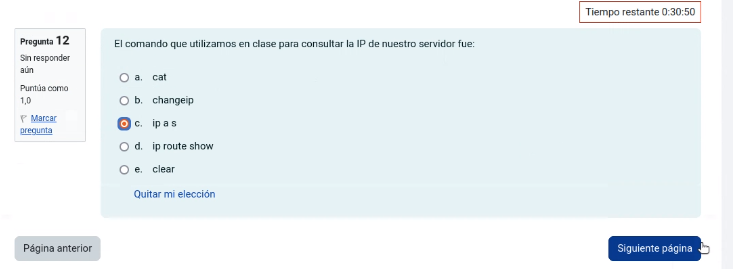 Tiempo restante 0:30:50
Pregunta 12
Sin responder
aún
Puntúa como
1,0
Marcar
pregunta
El comando que utilizamos en clase para consultar la IP de nuestro servidor fue:
a. cat
b. changeip
c. ip a s
d. ip route show
e. clear
Quitar mi elección
Página anterior
Siguiente página